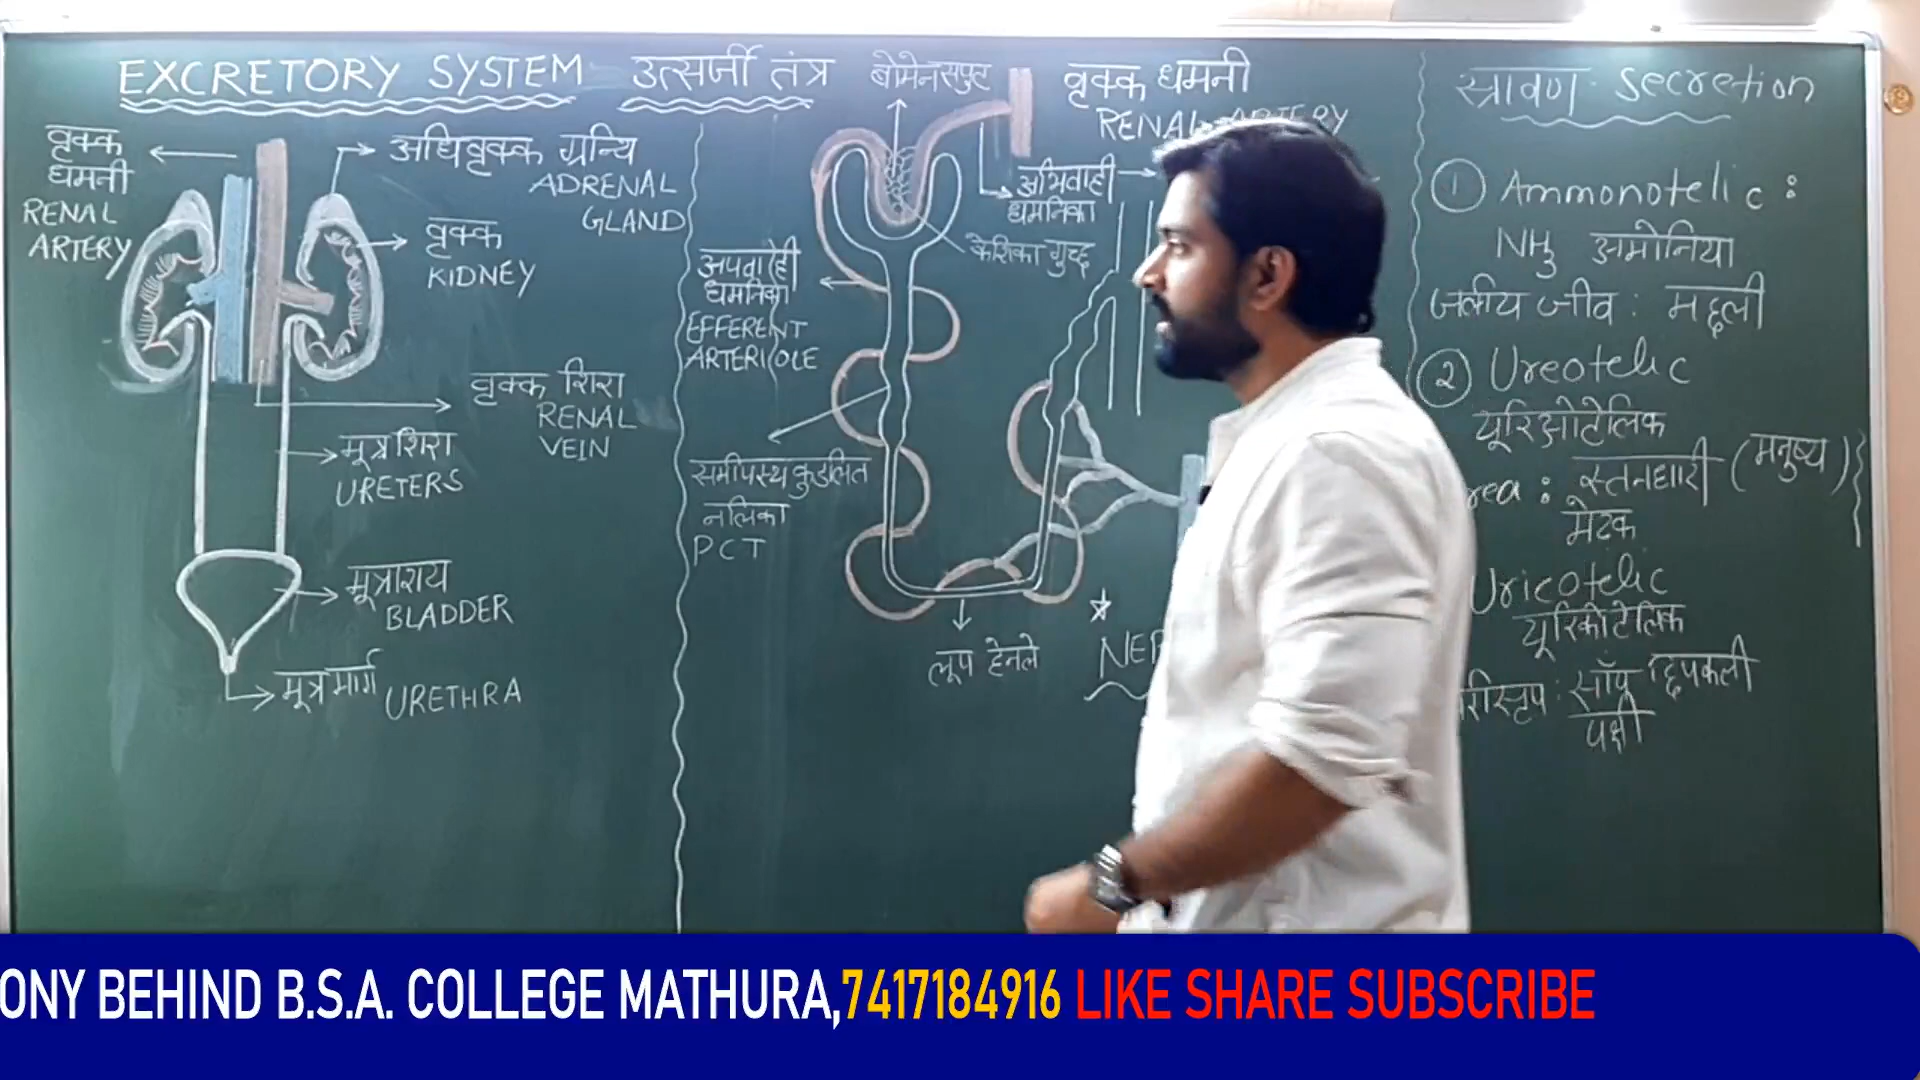 EXCRETORY SYSTEM उत्सर्जी तंत्र
वृक्क
धमनी
RENAL
ARTERY
अधिवृक्क ग्रन्थि
ADRENAL
GLAND
वृक्क
KIDNEY
वृक्क शिरा
RENAL
VEIN
मूत्रशिरा
URETERS
मूत्राशय
BLADDER
मूत्र मार्ग URETHRA
बोमेन संपुट
वृक्क धमनी
RENAL ARTERY
अभिवाही
धमनिका
केशिका गुच्छ
अपवाही
धमनिका
EFFERENT
ARTERIOLE
समीपस्थ कुडलित
नलिका
PCT
लूप हेनले
NEP
स्रावण Secretion
① Ammonotelic :
NH3 अमोनिया
जलीय जीव : मछली
② Ureotelic
यूरिओटेलिक
rea : स्तनधारी (मनुष्य)
मेढक
Uricotelic
यूरिकोटेलिक
रीसृप : साँप छिपकली
पक्षी
ONY BEHIND B.S.A. COLLEGE MATHURA,7417184916 LIKE SHARE SUBSCRIBE